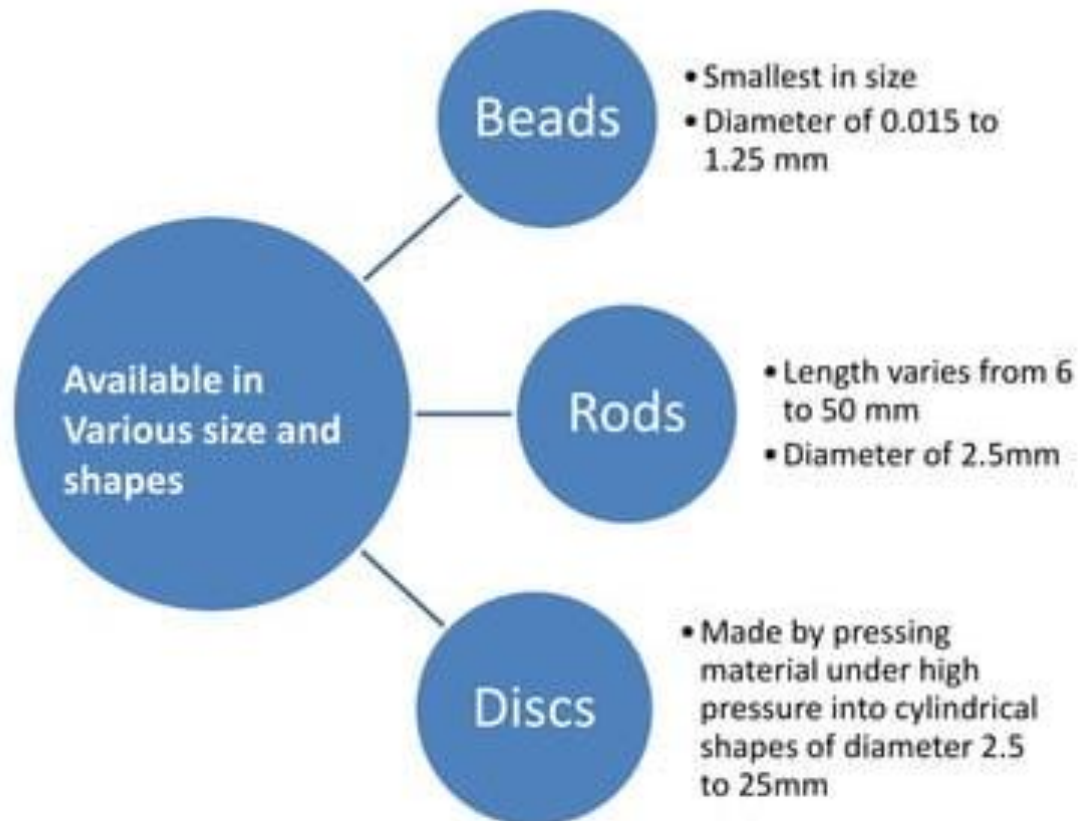 Available in
Various size and
shapes
Beads
• Smallest in size
• Diameter of 0.015 to
1.25 mm
Rods
• Length varies from 6
to 50 mm
• Diameter of 2.5mm
Discs
• Made by pressing
material under high
pressure into cylindrical
shapes of diameter 2.5
to 25mm